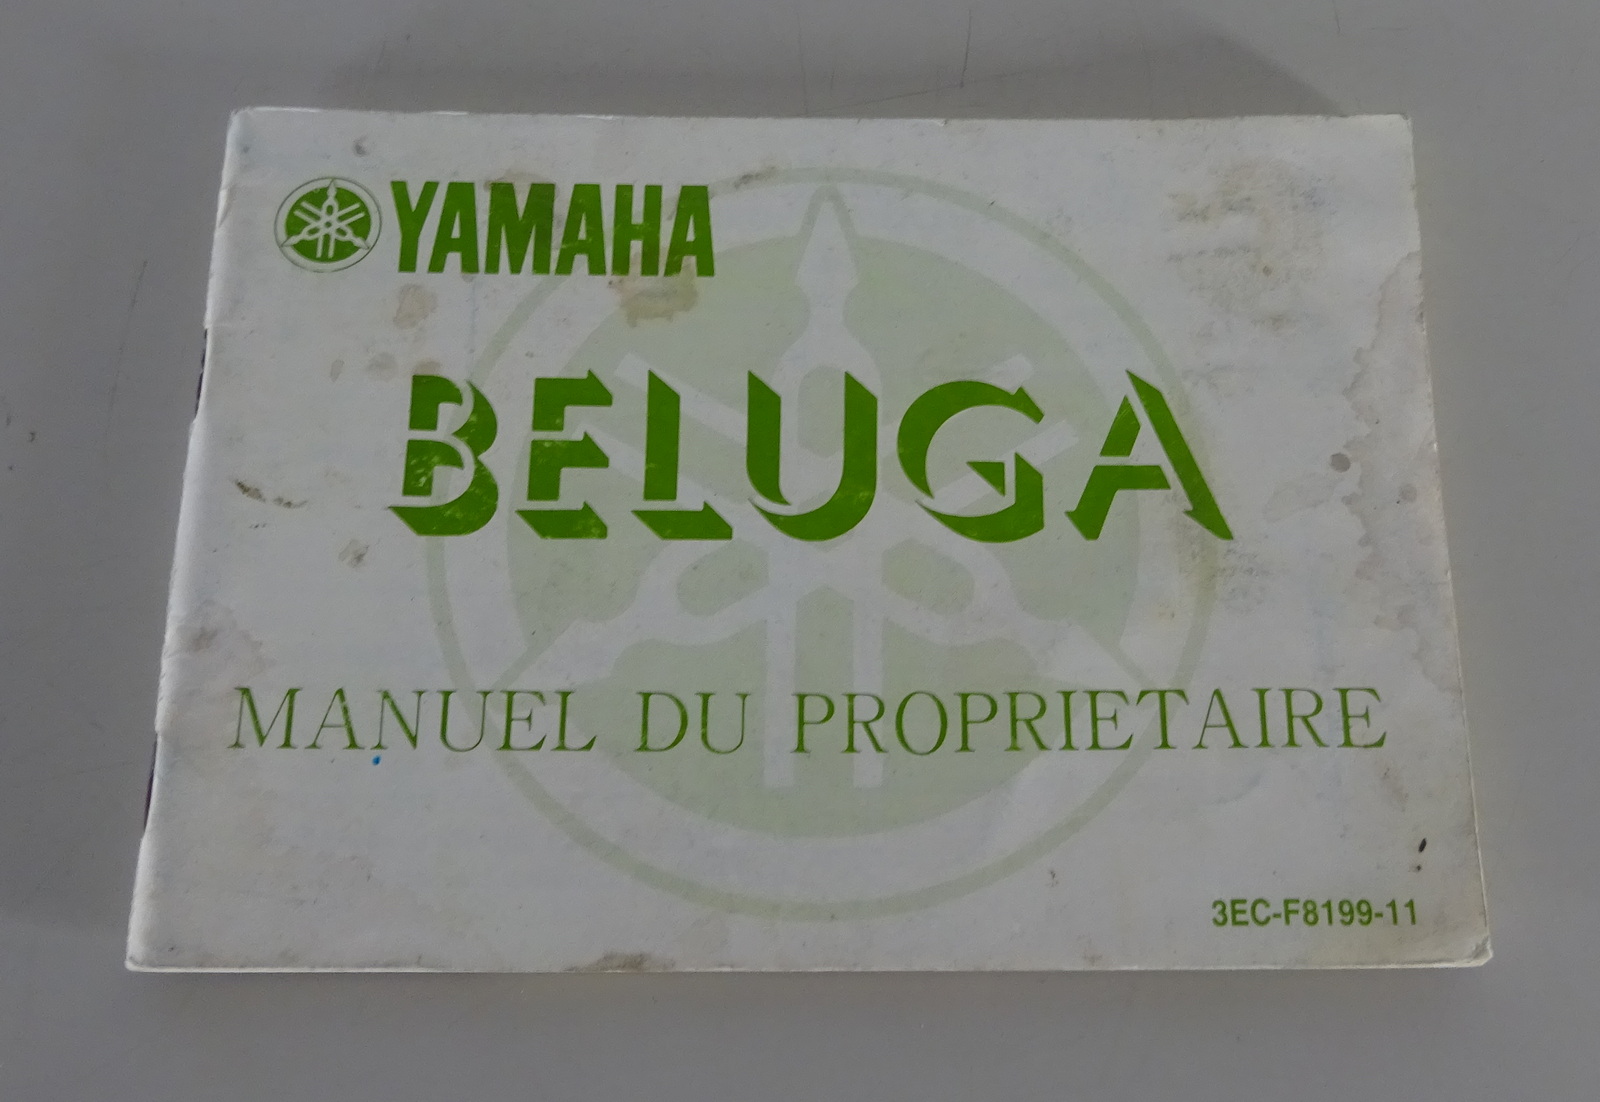 YAMAHA
BELUGA
MANUEL DU PROPRIETAIRE
3EC-F8199-11